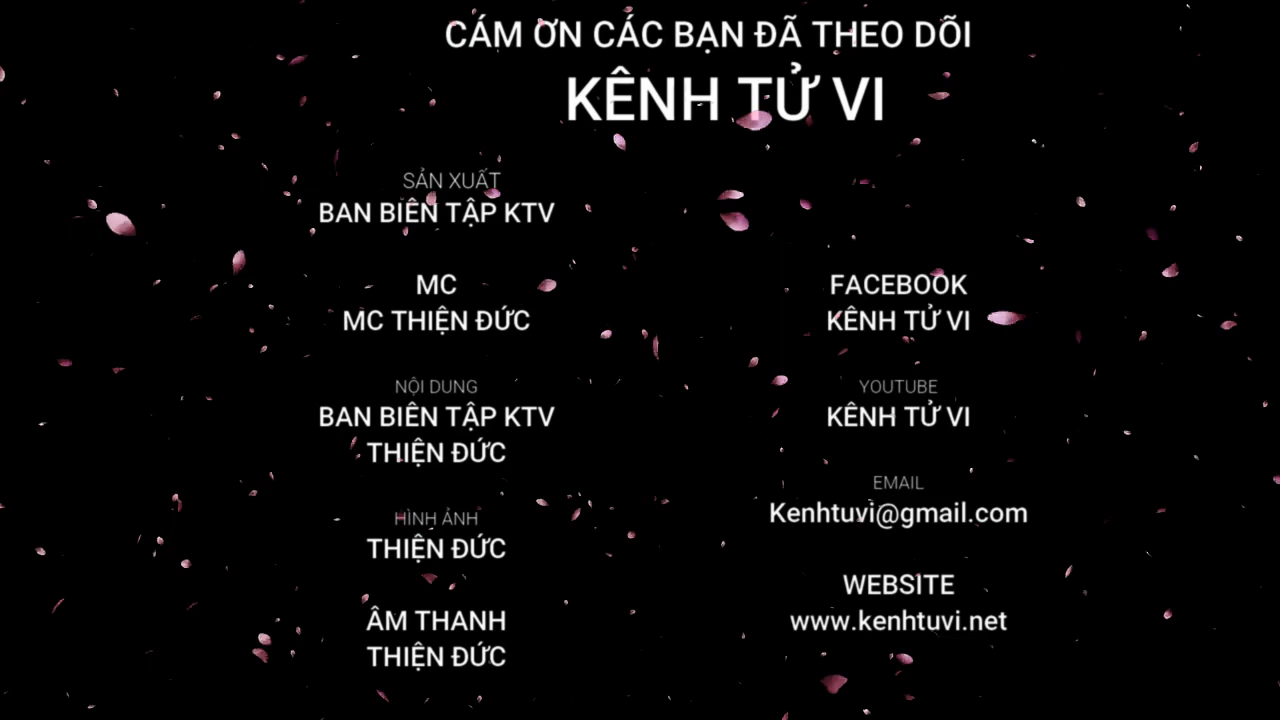 CÁM ƠN CÁC BẠN ĐÃ THEO DÕI
KÊNH TỬ VI
SẢN XUẤT
BAN BIÊN TẬP KTV
MC
MC THIỆN ĐỨC
NỘI DUNG
BAN BIÊN TẬP KTV
THIỆN ĐỨC
HÌNH ẢNH
THIỆN ĐỨC
ÂM THANH
THIỆN ĐỨC
FACEBOOK
KÊNH TỬ VI
YOUTUBE
KÊNH TỬ VI
EMAIL
Kenhtuvi@gmail.com
WEBSITE
www.kenhtuvi.net